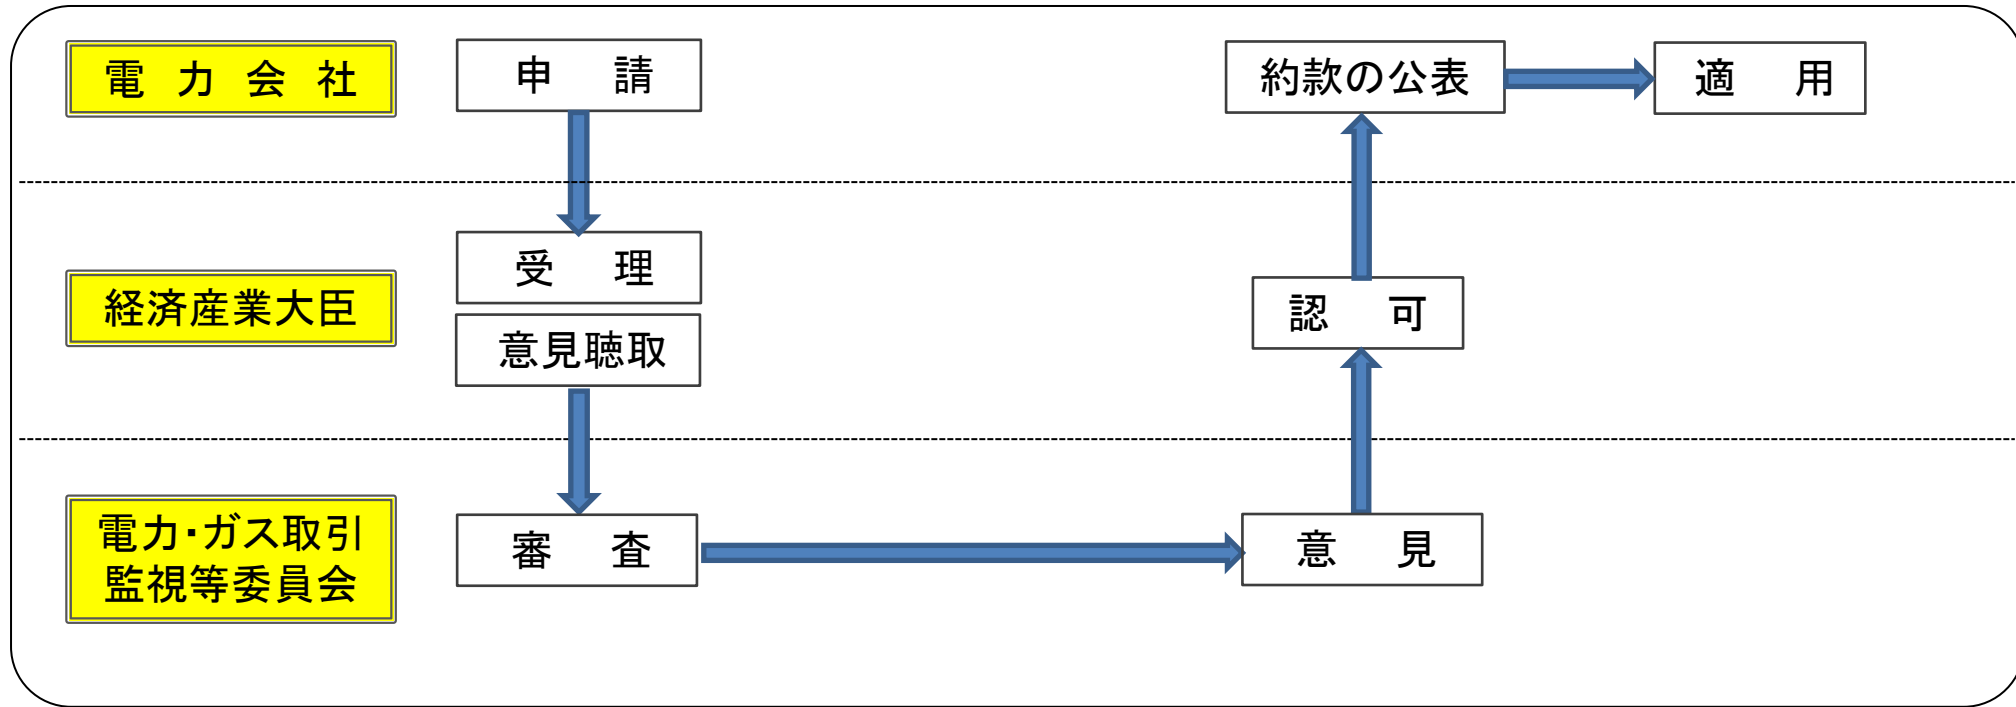 電力会社
申請
約款の公表
適用
経済産業大臣
受理
意見聴取
認可
電力・ガス取引
監視等委員会
審査
意見